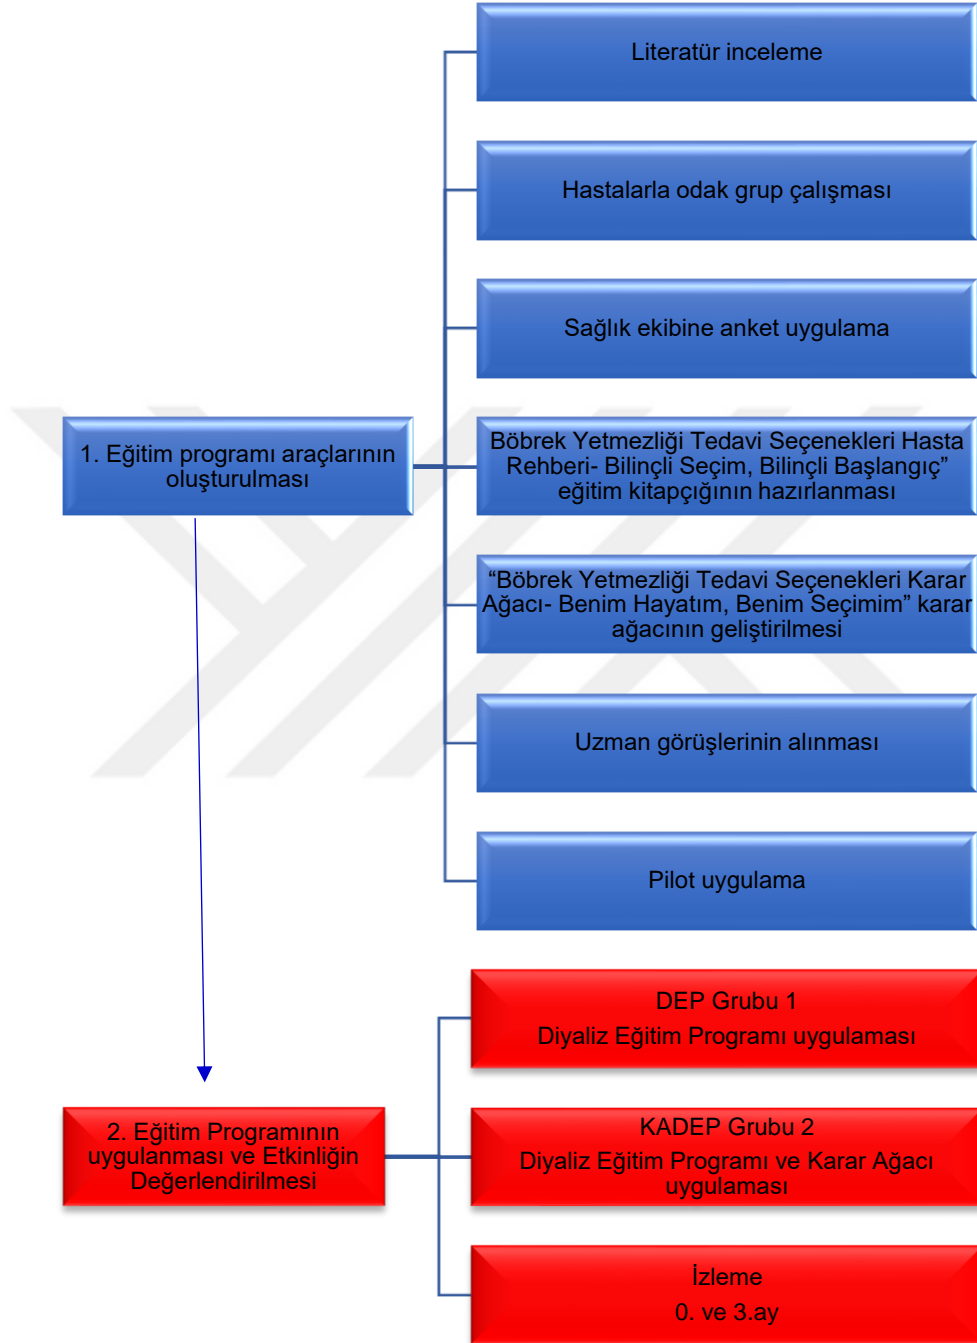 Literatür inceleme
Hastalarla odak grup çalışması
Sağlık ekibine anket uygulama
1. Eğitim programı araçlarının
oluşturulması
Böbrek Yetmezliği Tedavi Seçenekleri Hasta
Rehberi- Bilinçli Seçim, Bilinçli Başlangıç”
eğitim kitapçığının hazırlanması
“Böbrek Yetmezliği Tedavi Seçenekleri Karar
Ağacı- Benim Hayatım, Benim Seçimim” karar
ağacının geliştirilmesi
Uzman görüşlerinin alınması
Pilot uygulama
DEP Grubu 1
Diyaliz Eğitim Programı uygulaması
2. Eğitim Programının
uygulanması ve Etkinliğin
Değerlendirilmesi
KADEP Grubu 2
Diyaliz Eğitim Programı ve Karar Ağacı
uygulaması
İzleme
0. ve 3.ay